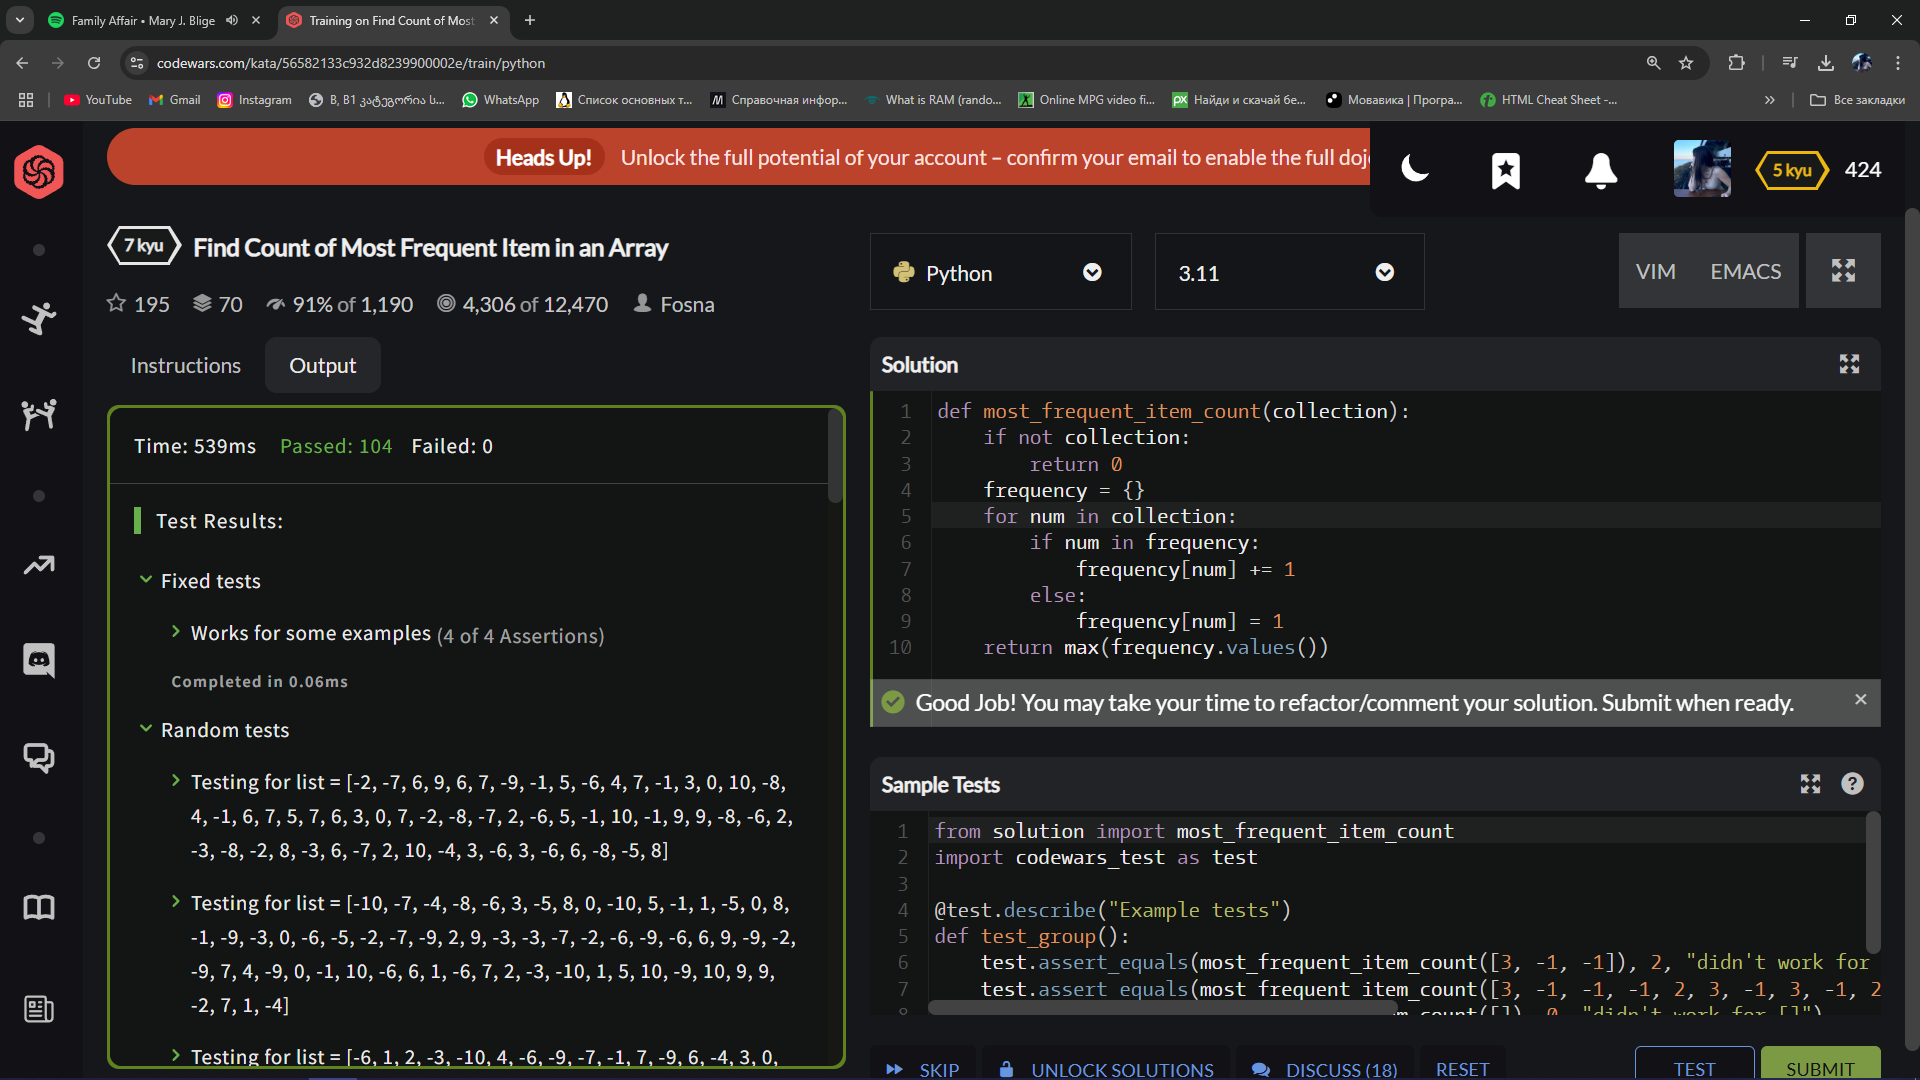 Family Affair • Mary J. Blige
Training on Find Count of Most
codewars.com/kata/56582133c932d8239900002e/train/python
YouTube
Gmail
Instagram
B, B1 კატეგორია ს...
WhatsApp
Список основных т...
Справочная инфор...
What is RAM (rando...
Online MPG video fi...
Найди и скачай бе...
Мовавика | Програ...
HTML Cheat Sheet -...
Все закладки
Heads Up! Unlock the full potential of your account – confirm your email to enable the full doj
5 kyu 424
7 kyu Find Count of Most Frequent Item in an Array
195 70 91% of 1,190 4,306 of 12,470 Fosna
Instructions Output
Time: 539ms Passed: 104 Failed: 0
Test Results:
Fixed tests
Works for some examples (4 of 4 Assertions)
Completed in 0.06ms
Random tests
Testing for list = [-2, -7, 6, 9, 6, 7, -9, -1, 5, -6, 4, 7, -1, 3, 0, 10, -8,
4, -1, 6, 7, 5, 7, 6, 3, 0, 7, -2, -8, -7, 2, -6, 5, -1, 10, -1, 9, 9, -8, -6, 2,
-3, -8, -2, 8, -3, 6, -7, 2, 10, -4, 3, -6, 3, -6, 6, -8, -5, 8]
Testing for list = [-10, -7, -4, -8, -6, 3, -5, 8, 0, -10, 5, -1, 1, -5, 0, 8,
-1, -9, -3, 0, -6, -5, -2, -7, -9, 2, 9, -3, -3, -7, -2, -6, -9, -6, 6, 9, -9, -2,
-9, 7, 4, -9, 0, -1, 10, -6, 6, 1, -6, 7, 2, -3, -10, 1, 5, 10, -9, 10, 9, 9,
-2, 7, 1, -4]
Testing for list = [-6, 1, 2, -3, -10, 4, -6, -9, -7, -1, 7, -9, 6, -4, 3, 0,
Python
3.11
VIM EMACS
Solution
1 def most_frequent_item_count(collection):
2 if not collection:
3 return 0
4 frequency = {}
5 for num in collection:
6 if num in frequency:
7 frequency[num] += 1
8 else:
9 frequency[num] = 1
10 return max(frequency.values())
Good Job! You may take your time to refactor/comment your solution. Submit when ready.
Sample Tests
1 from solution import most_frequent_item_count
2 import codewars_test as test
3
4 @test.describe("Example tests")
5 def test_group():
6 test.assert_equals(most_frequent_item_count([3, -1, -1]), 2, "didn't work for
7 test.assert_equals(most_frequent_item_count([3, -1, -1, -1, 2, 3, -1, 3, -1, 2
8 m_count([]), 0, "didn't work for []")
SKIP UNLOCK SOLUTIONS DISCUSS (18) RESET TEST SUBMIT